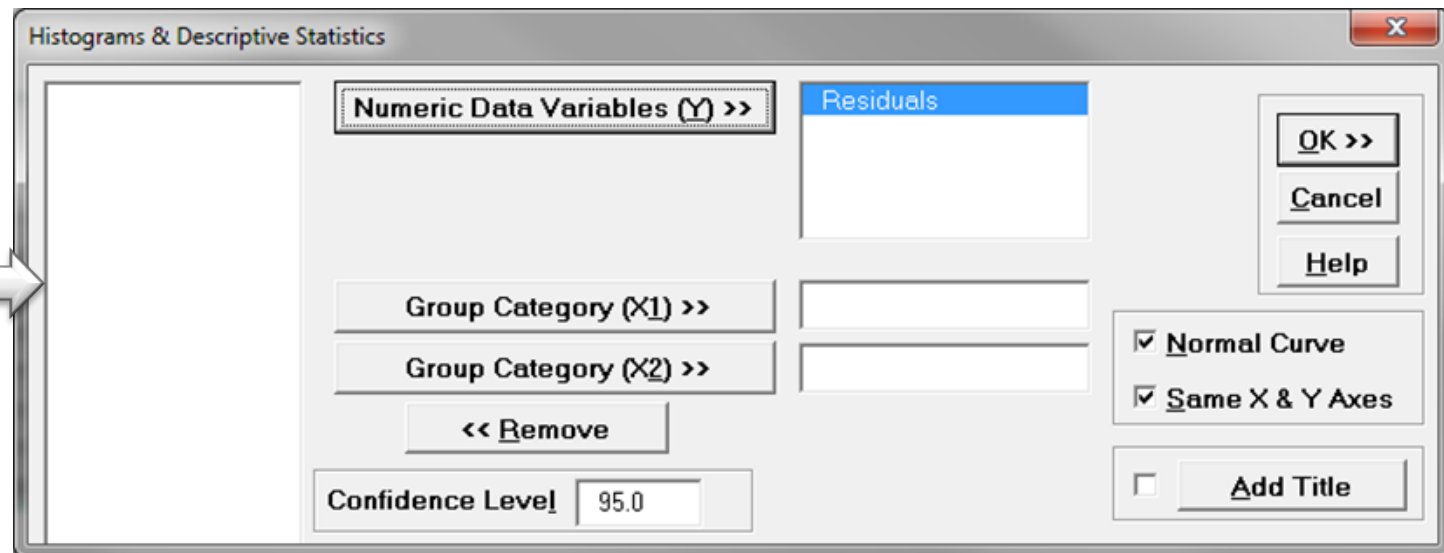 Histograms & Descriptive Statistics
Numeric Data Variables (Y) >>
Residuals
OK >>
Cancel
Help
Group Category (X1) >>
Group Category (X2) >>
Normal Curve
Same X & Y Axes
<< Remove
Confidence Level 95.0
Add Title